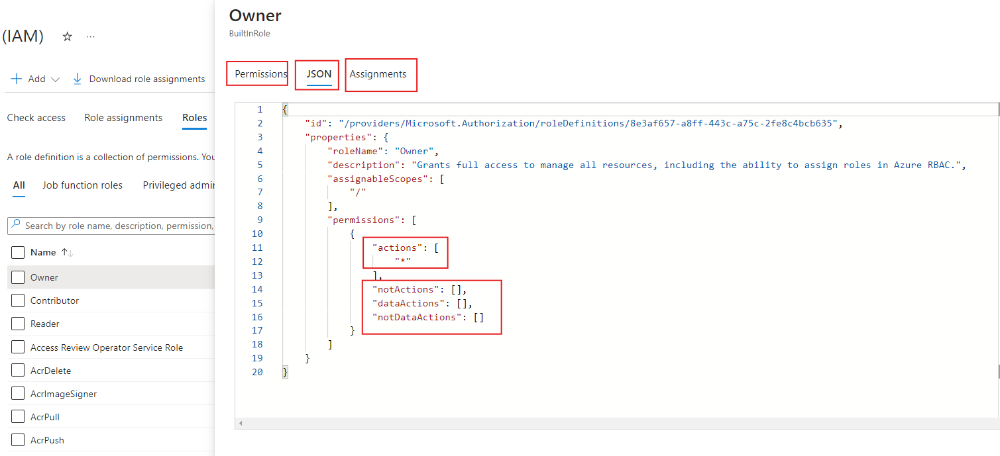 (IAM) ☆ ...
+ Add Download role assignments
Check access Role assignments Roles
A role definition is a collection of permissions. You
All Job function roles Privileged admin
Search by role name, description, permission,
Name ↑↓
Owner
Contributor
Reader
Access Review Operator Service Role
AcrDelete
AcrImageSigner
AcrPull
AcrPush
Owner
BuiltInRole
Permissions JSON Assignments
1 {
2 "id": "/providers/Microsoft.Authorization/roleDefinitions/8e3af657-a8ff-443c-a75c-2fe8c4bcb635",
3 "properties": {
4 "roleName": "Owner",
5 "description": "Grants full access to manage all resources, including the ability to assign roles in Azure RBAC.",
6 "assignableScopes": [
7 "/"
8 ],
9 "permissions": [
10 {
11 "actions": [
12 "*"
13 ],
14 "notActions": [],
15 "dataActions": [],
16 "notDataActions": []
17 }
18 ]
19 }
20 }